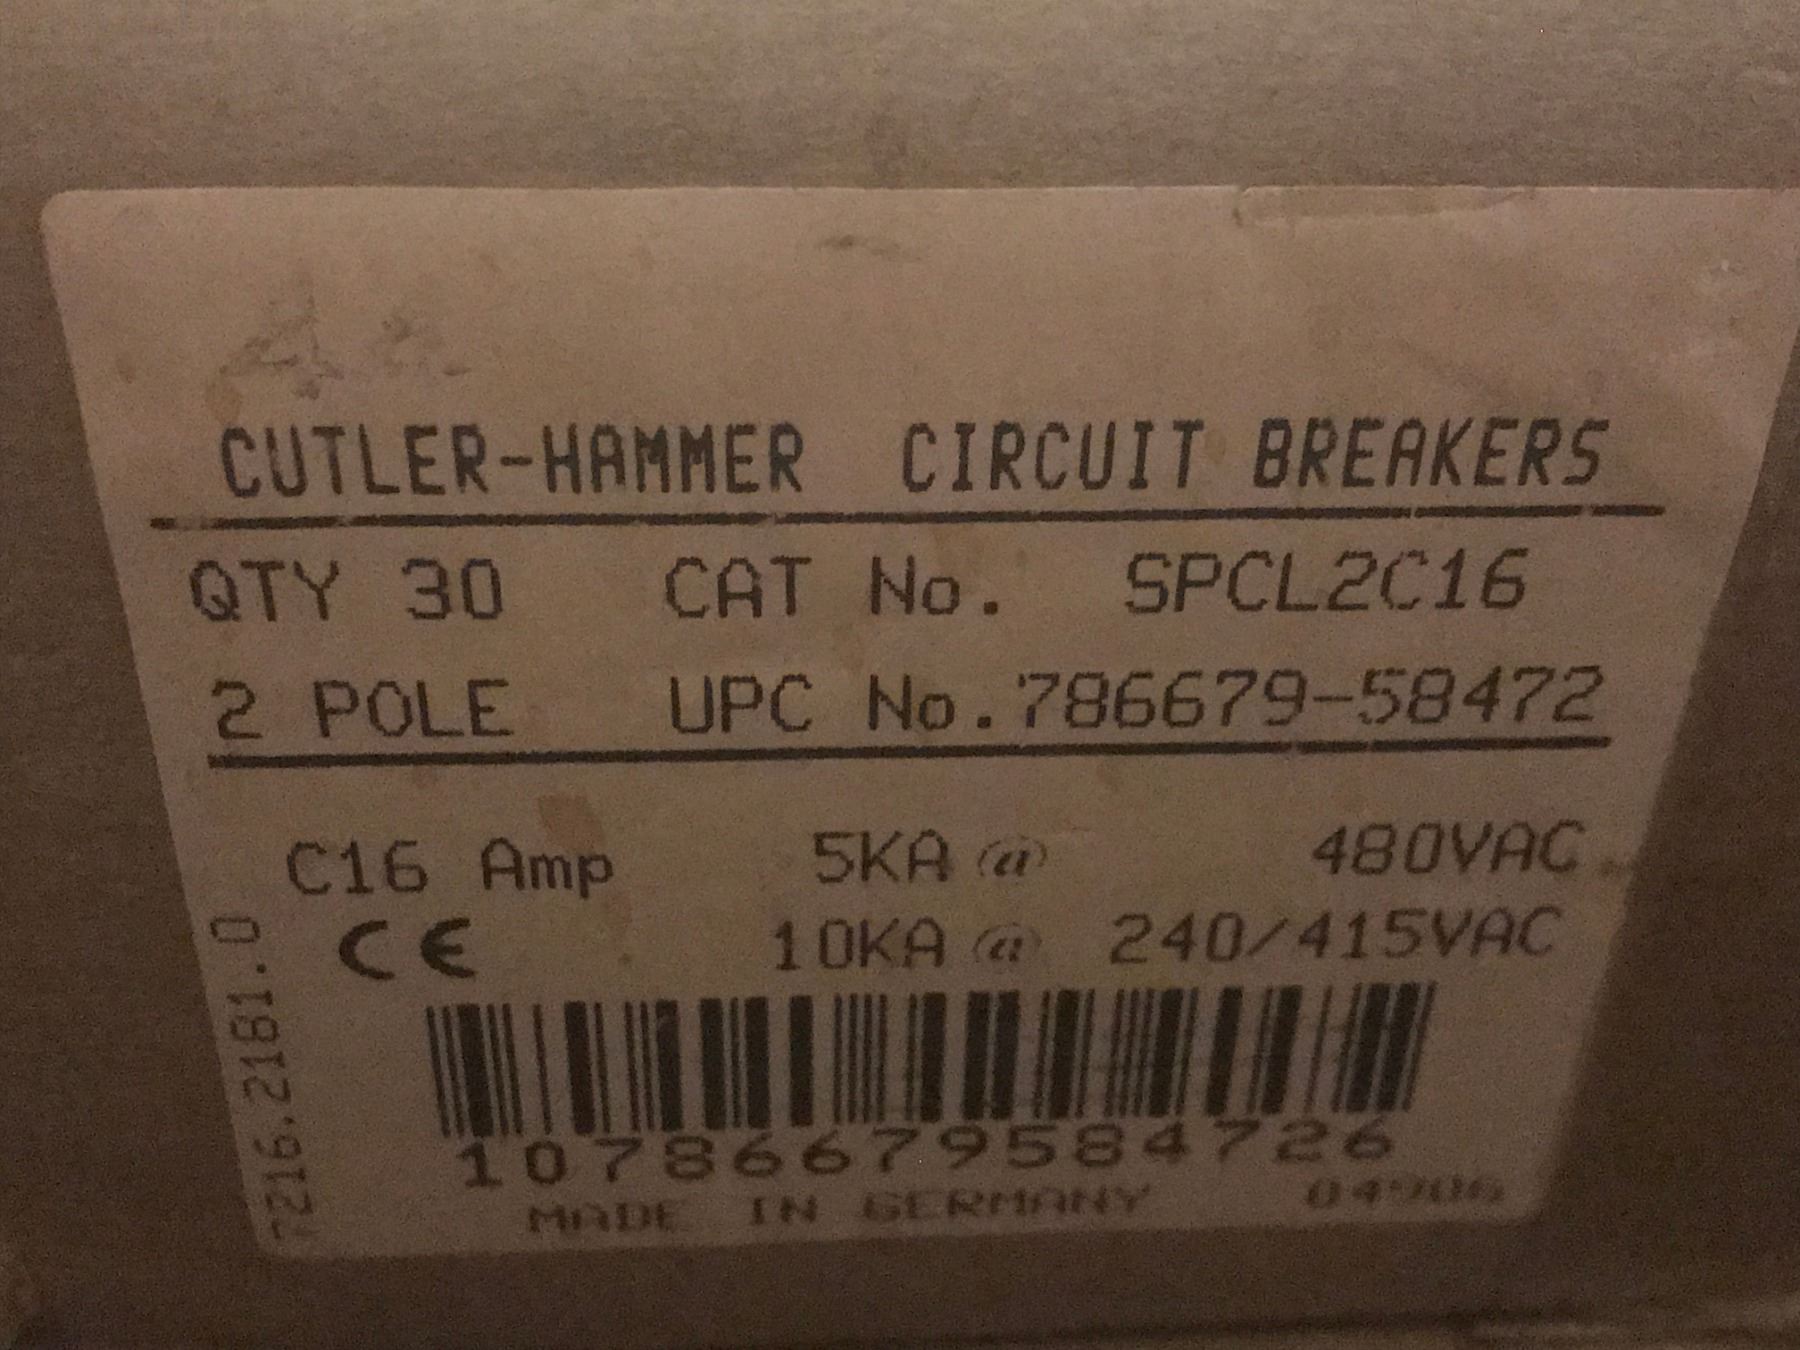 CUTLER-HAMMER CIRCUIT BREAKERS
QTY 30 CAT No. SPCL2C16
2 POLE UPC No.786679-58472
C16 Amp 5KA @ 480VAC
CE 10KA @ 240/415VAC
7216.2181.0
10786679584726
MADE IN GERMANY 04906